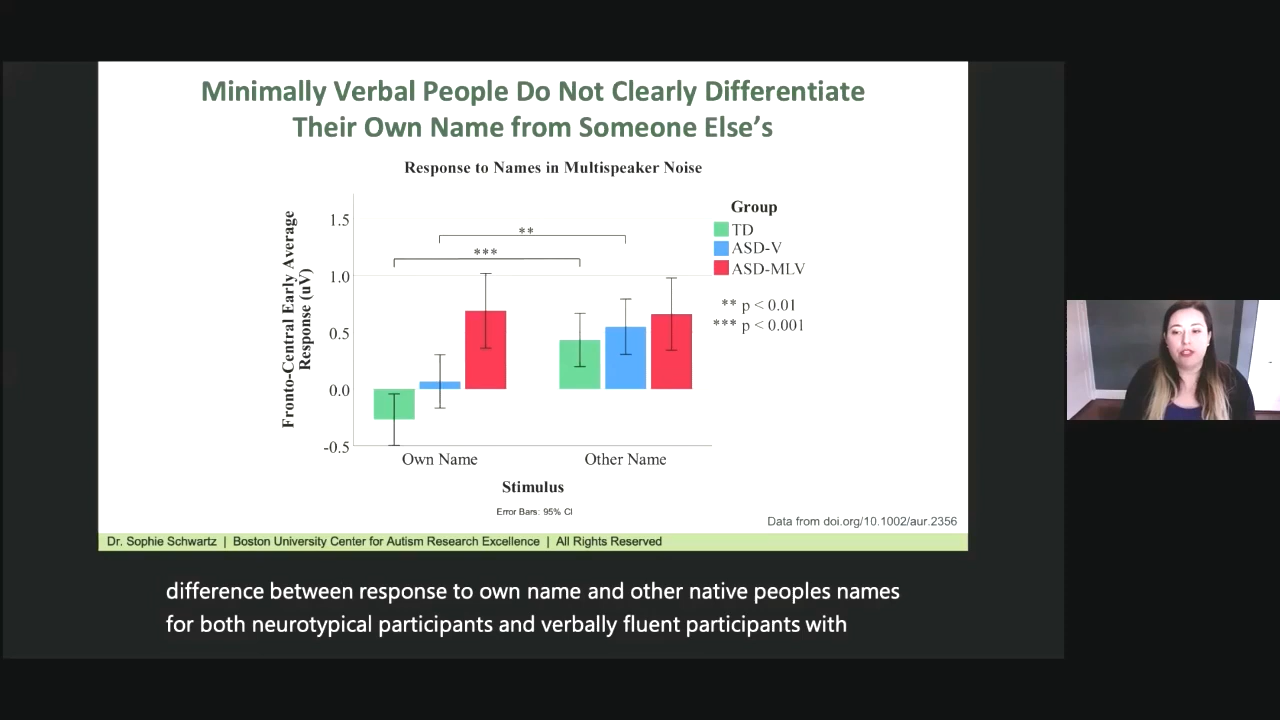 Minimally Verbal People Do Not Clearly Differentiate
Their Own Name from Someone Else's
Response to Names in Multispeaker Noise
Fronto-Central Early Average
Response (uV)
1.5
1.0
0.5
0.0
-0.5
**
***
Group
TD
ASD-V
ASD-MLV
** p < 0.01
*** p < 0.001
Own Name
Other Name
Stimulus
Error Bars: 95% CI
Data from doi.org/10.1002/aur.2356
Dr. Sophie Schwartz | Boston University Center for Autism Research Excellence | All Rights Reserved
difference between response to own name and other native peoples names
for both neurotypical participants and verbally fluent participants with